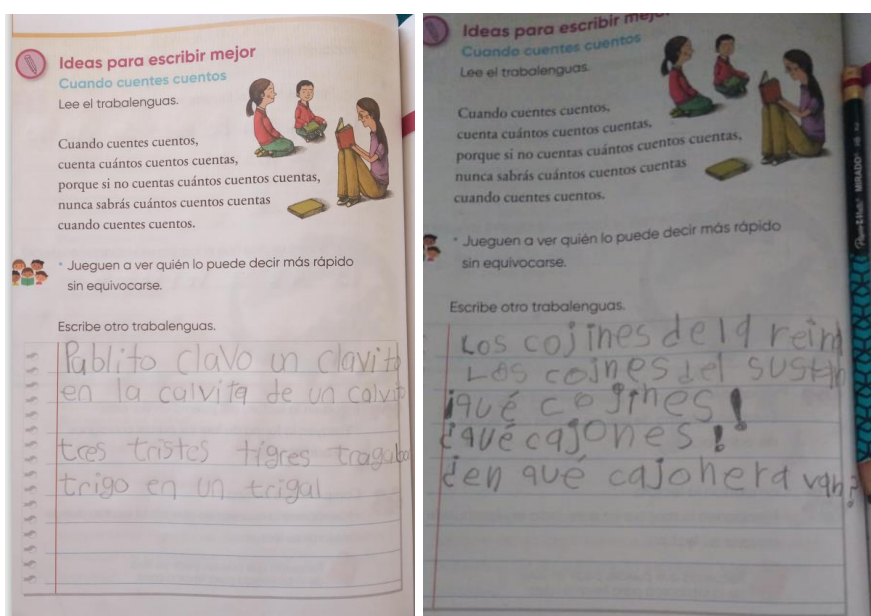 Ideas para escribir mejor
Cuando cuentes cuentos
Lee el trabalenguas.
Cuando cuentes cuentos,
cuenta cuántos cuentos cuentas,
porque si no cuentas cuántos cuentos cuentas,
nunca sabrás cuántos cuentos cuentas
cuando cuentes cuentos.
Jueguen a ver quién lo puede decir más rápido
sin equivocarse.
Escribe otro trabalenguas.
Pablito clavo un clavito
en la calvita de un calvito
tres tristes tigres tragaba
trigo en un trigal
Ideas para escribir mejor
Cuando cuentes cuentos
Lee el trabalenguas.
Cuando cuentes cuentos,
cuenta cuántos cuentos cuentas,
porque si no cuentas cuántos cuentos cuentas,
nunca sabrás cuántos cuentos cuentas
cuando cuentes cuentos.
Jueguen a ver quién lo puede decir más rápido
sin equivocarse.
Escribe otro trabalenguas.
Los cojines de la reina
Los cojnes del
¡qué cojines!
¿qué cajones!
¿en qué cajonera van?
MIRADO